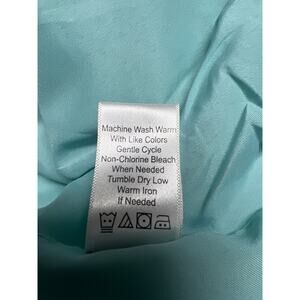 Machine Wash Warm
With Like Colors
Gentle Cycle
Non-Chlorine Bleach
When Needed
Tumble Dry Low
Warm Iron
If Needed